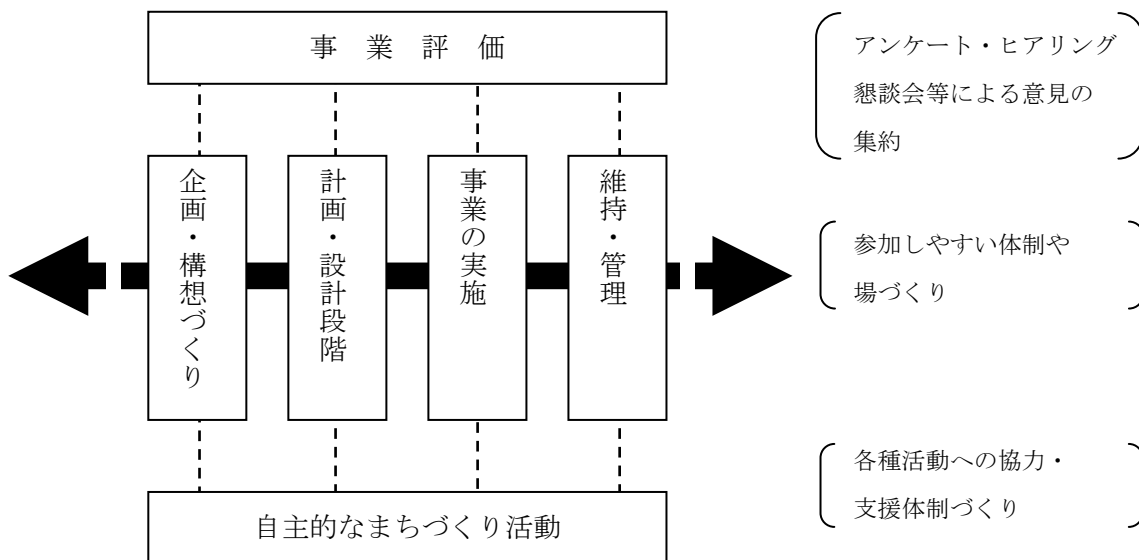 事　業　評　価
アンケート・ヒアリング
懇談会等による意見の
集約
企画・構想づくり
計画・設計段階
事業の実施
維持・管理
参加しやすい体制や
場づくり
自主的なまちづくり活動
各種活動への協力・
支援体制づくり